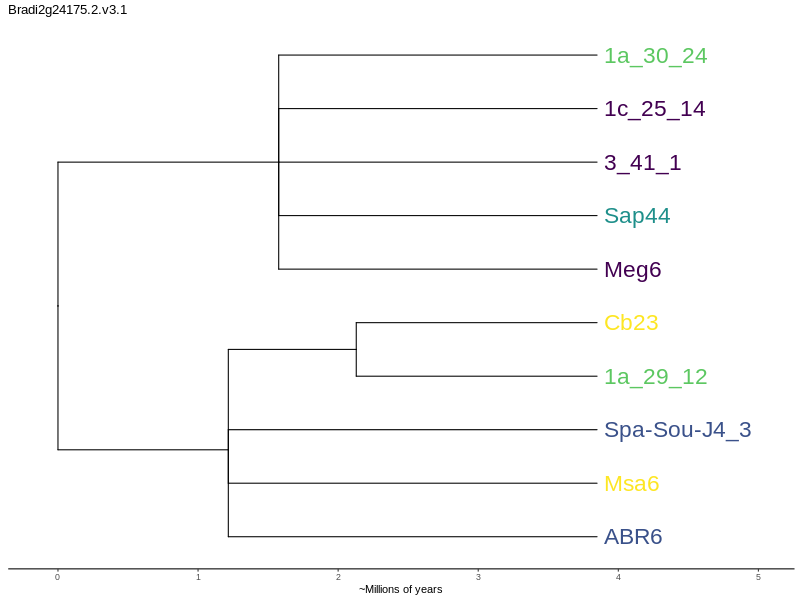 Bradi2g24175.2.v3.1
1a_30_24
1c_25_14
3_41_1
Sap44
Meg6
Cb23
1a_29_12
Spa-Sou-J4_3
Msa6
ABR6
0 1 2 3 4 5
~Millions of years